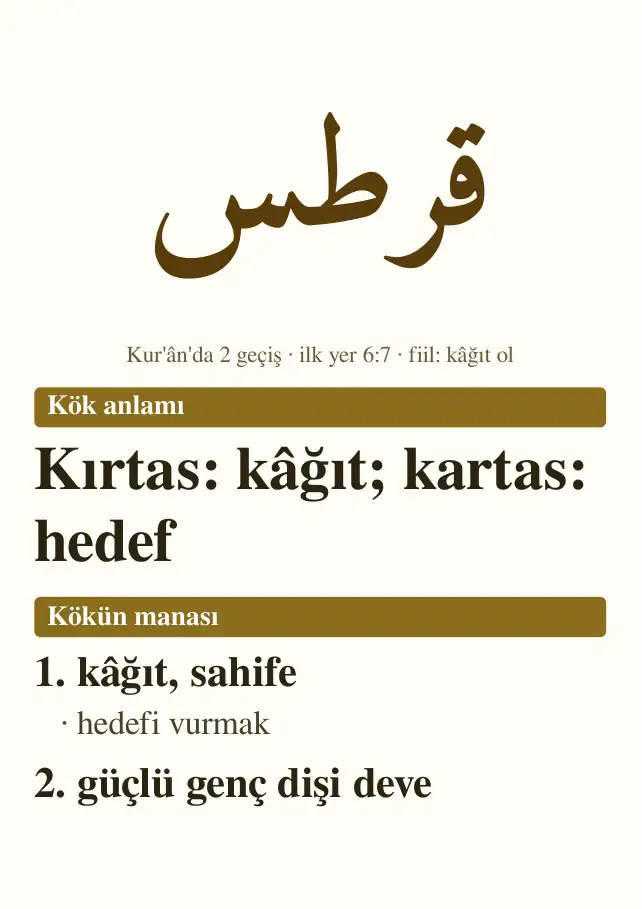 قرطس
Kur'ân'da 2 geçiş · ilk yer 6:7 · fiil: kâğıt ol
Kök anlamı
Kırtas: kâğıt; kartas:
hedef
Kökün manası
1. kâğıt, sahife
· hedefi vurmak
2. güçlü genç dişi deve